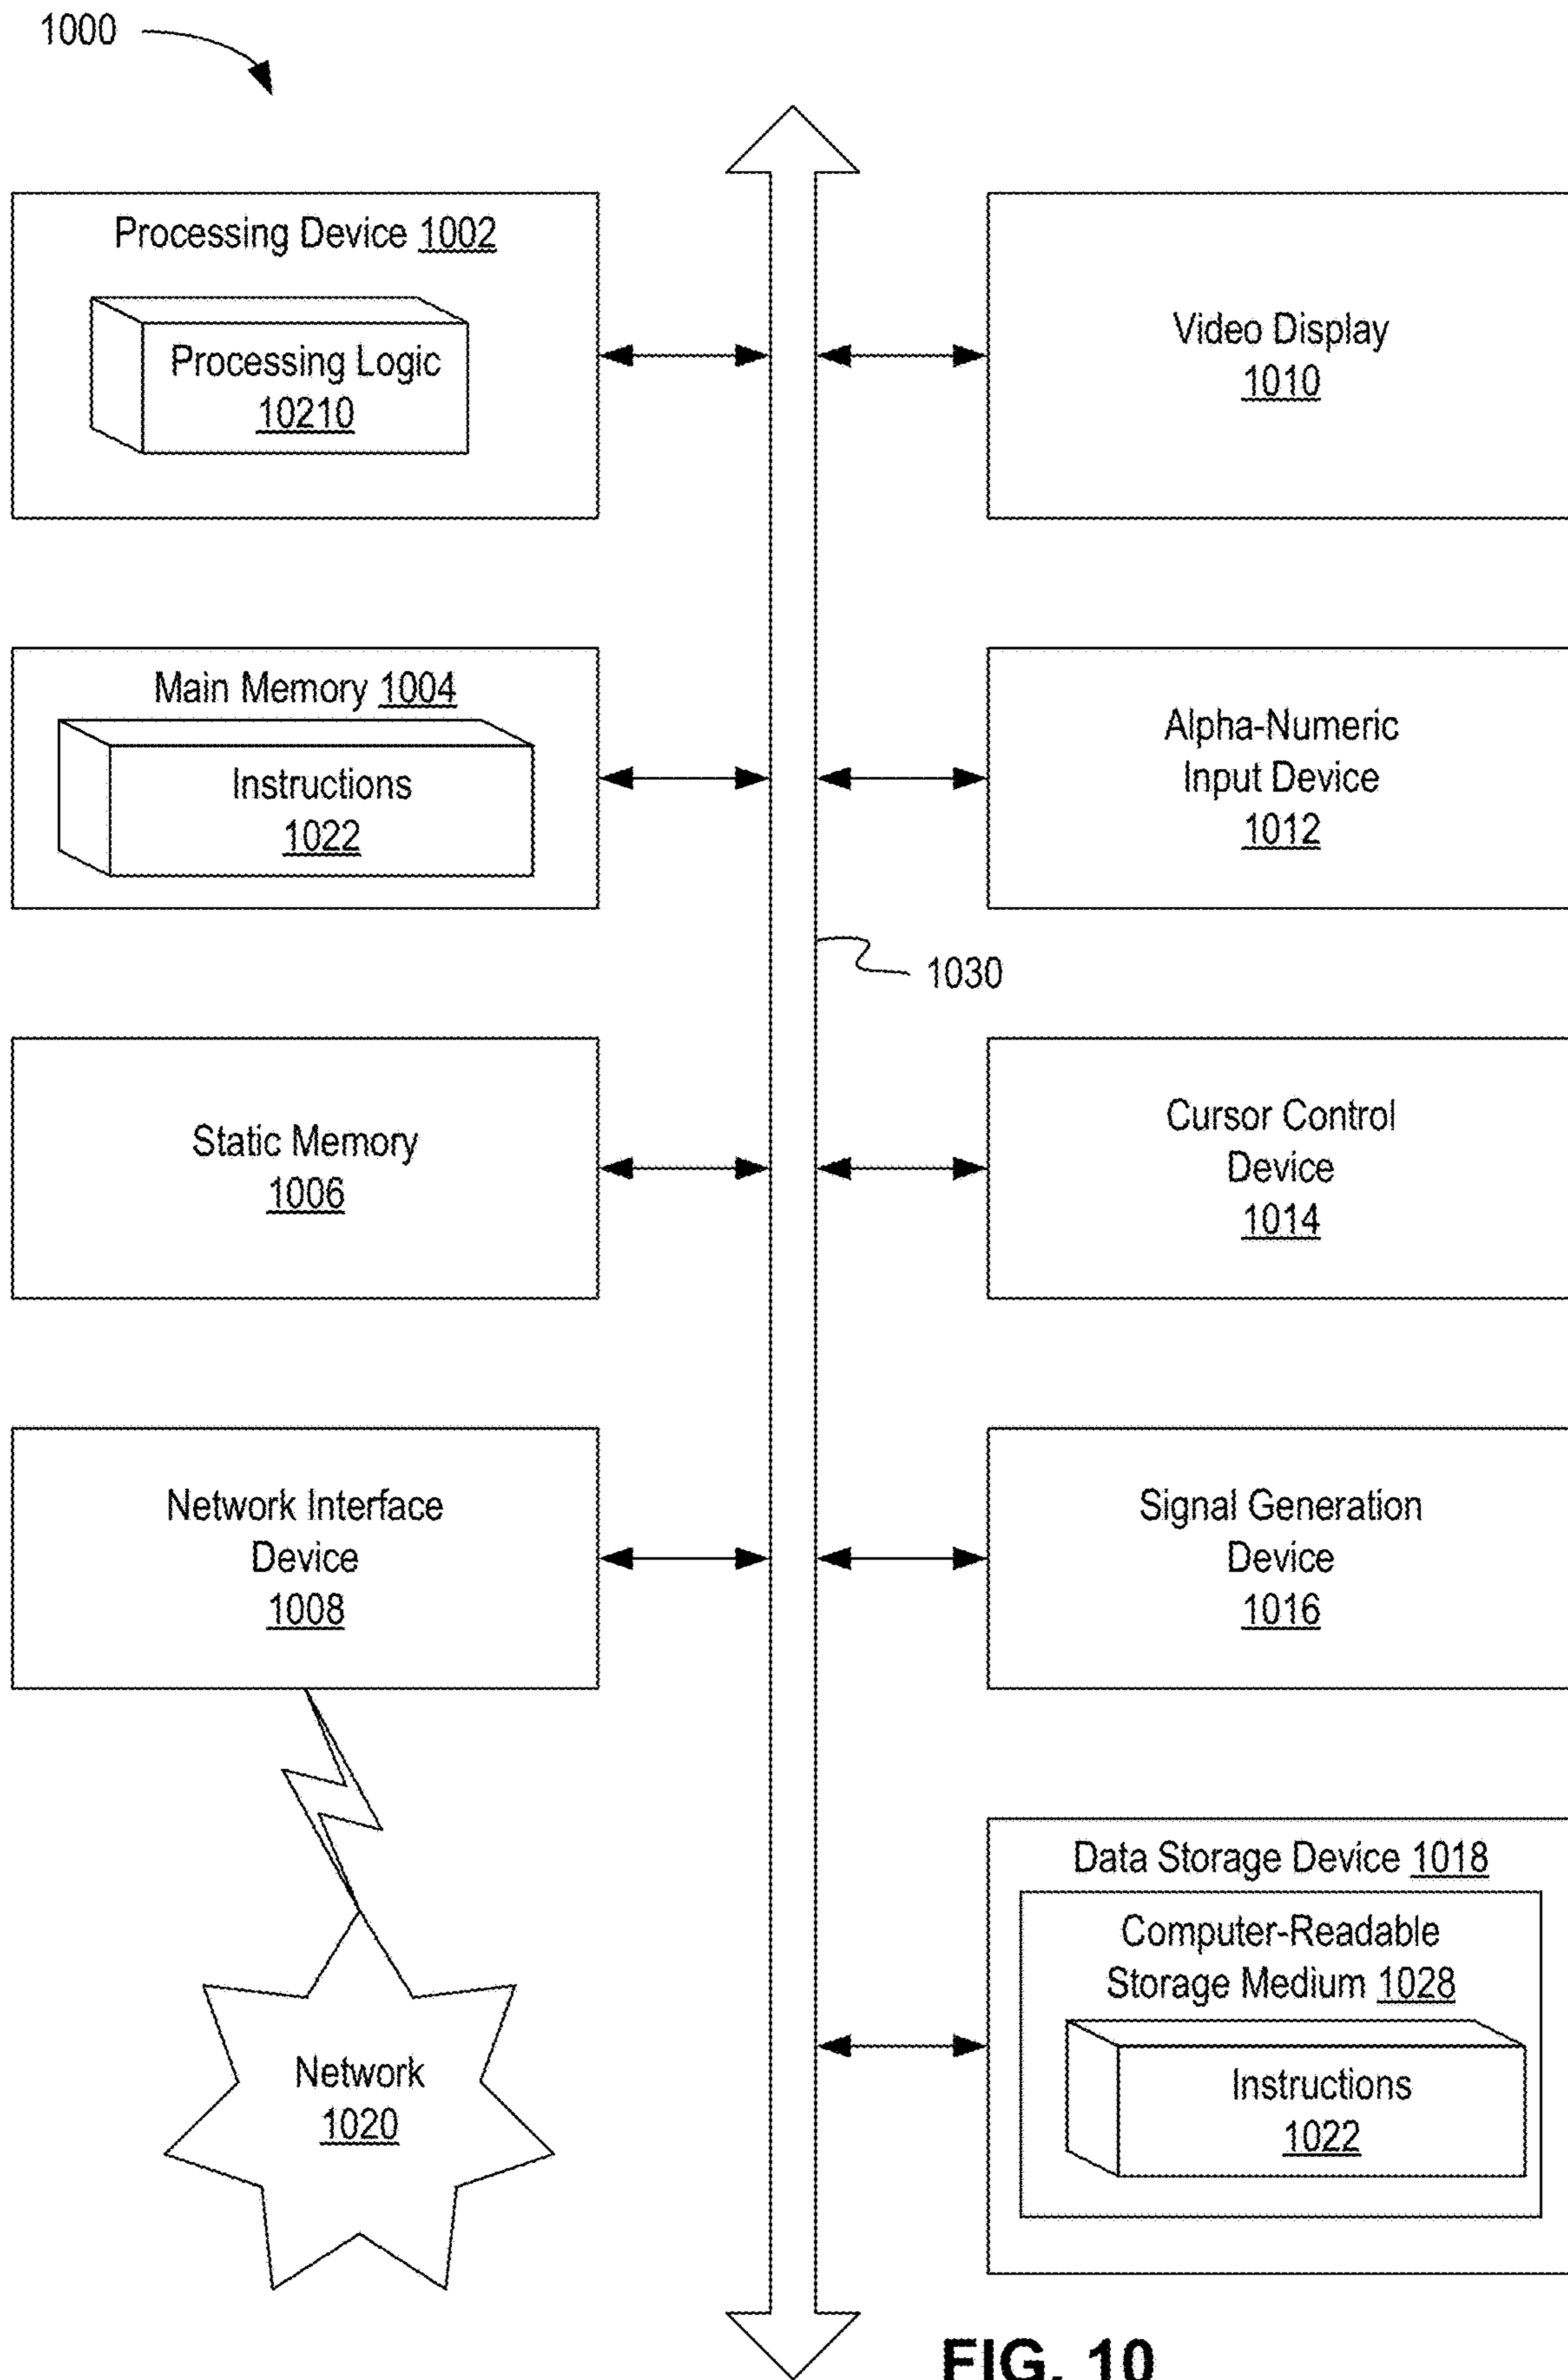 1000
Processing Device 1002
Processing Logic
10210
Main Memory 1004
Instructions
1022
Static Memory
1006
Network Interface
Device
1008
Network
1020
1030
Video Display
1010
Alpha-Numeric
Input Device
1012
Cursor Control
Device
1014
Signal Generation
Device
1016
Data Storage Device 1018
Computer-Readable
Storage Medium 1028
Instructions
1022
FIG. 10